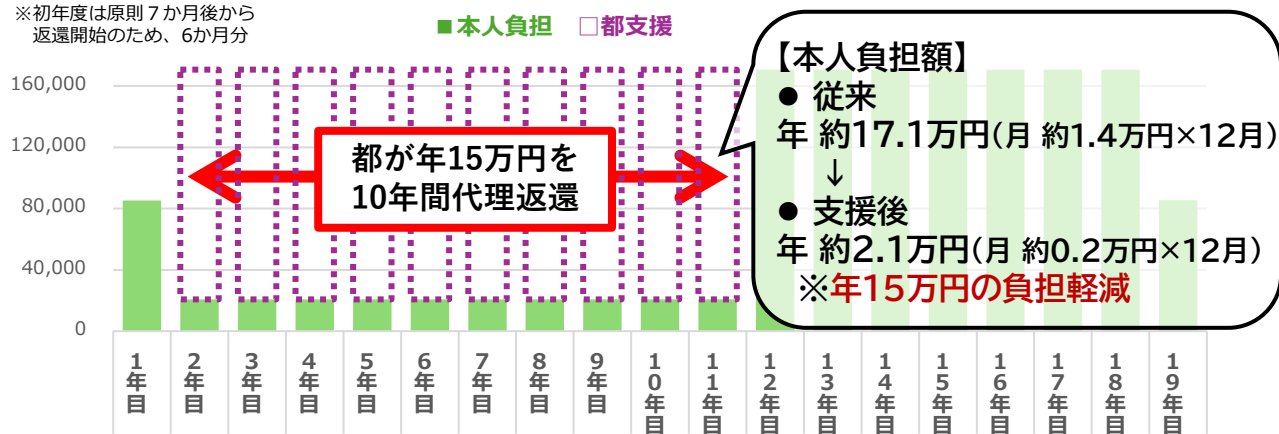 ※初年度は原則７か月後から
返還開始のため、6か月分
■本人負担 □都支援
160,000
120,000
80,000
40,000
0
都が年15万円を
10年間代理返還
【本人負担額】
● 従来
年 約17.1万円(月 約1.4万円×12月)
↓
● 支援後
年 約2.1万円(月 約0.2万円×12月)
※年15万円の負担軽減
1年目
2年目
3年目
4年目
5年目
6年目
7年目
8年目
9年目
10年目
11年目
12年目
13年目
14年目
15年目
16年目
17年目
18年目
19年目